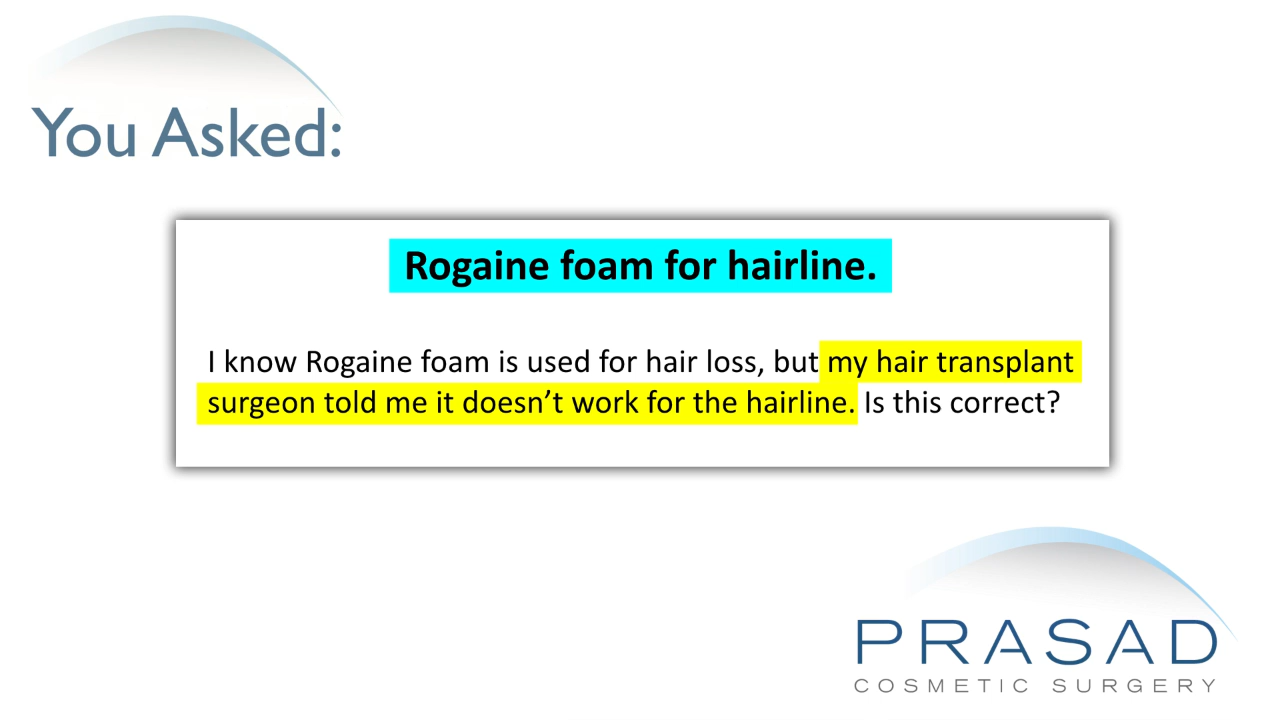 You Asked:
Rogaine foam for hairline.
I know Rogaine foam is used for hair loss, but my hair transplant
surgeon told me it doesn’t work for the hairline. Is this correct?
PRASAD
COSMETIC SURGERY